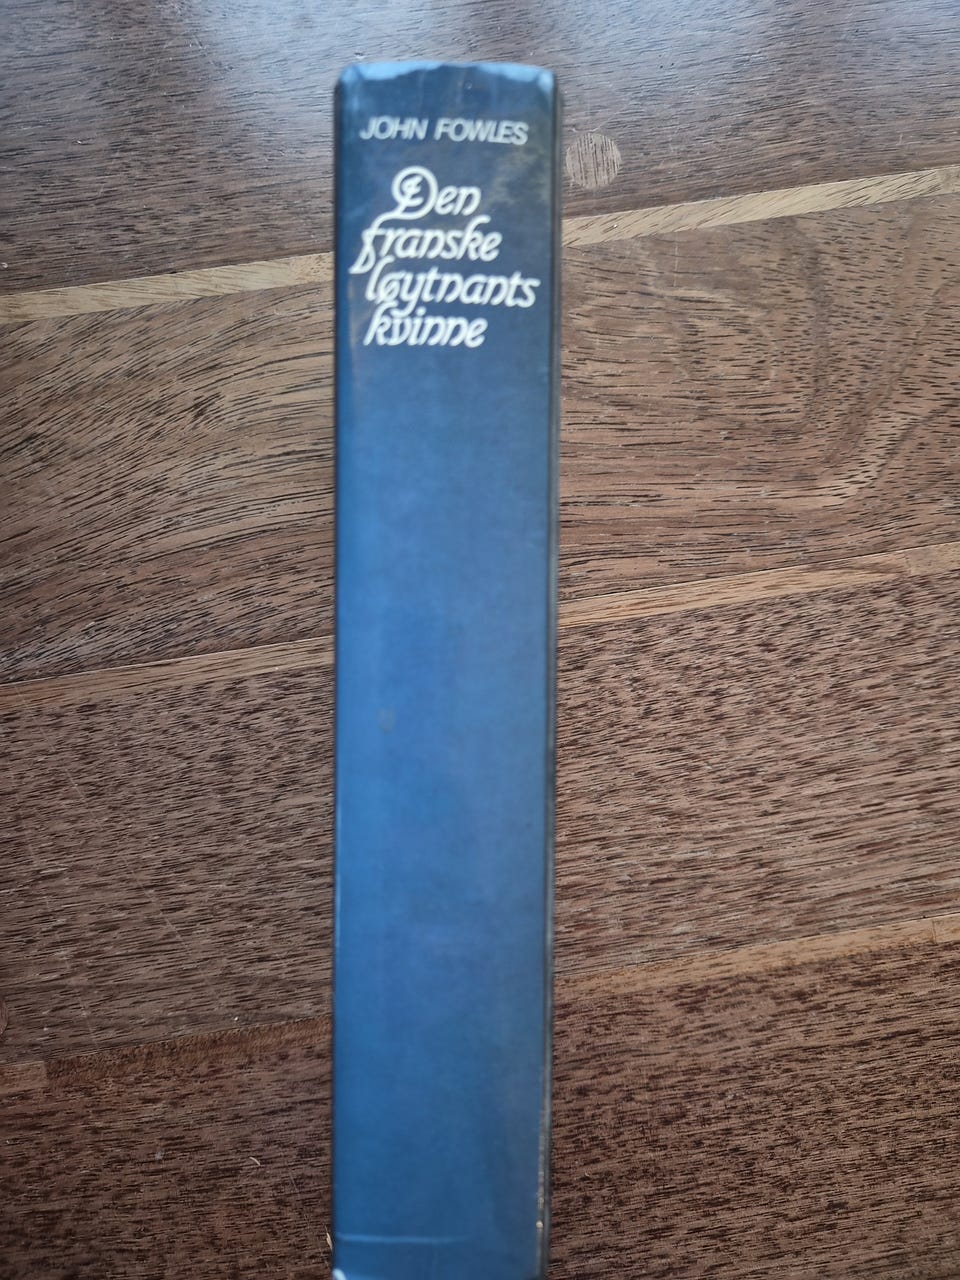 JOHN FOWLES
Den
franske
løytnants
kvinne